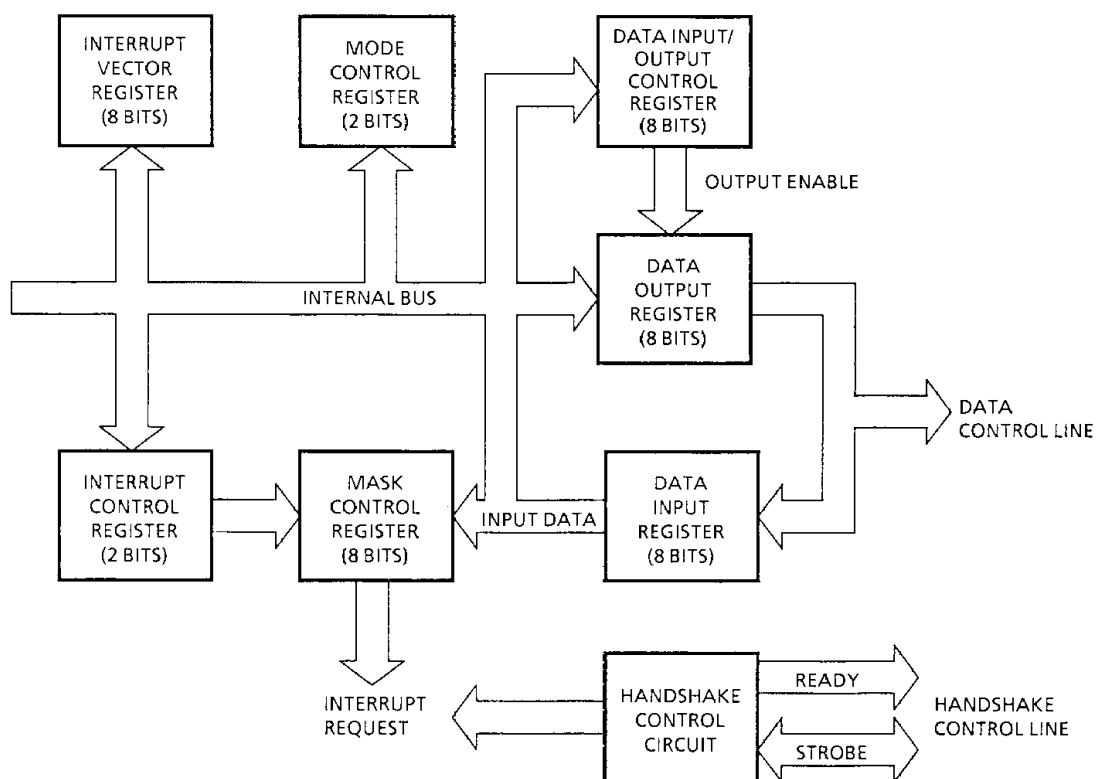 INTERRUPT
VECTOR
REGISTER
(8 BITS)
MODE
CONTROL
REGISTER
(2 BITS)
DATA INPUT/
OUTPUT
CONTROL
REGISTER
(8 BITS)
OUTPUT ENABLE
INTERNAL BUS
DATA
OUTPUT
REGISTER
(8 BITS)
DATA
CONTROL LINE
INTERRUPT
CONTROL
REGISTER
(2 BITS)
MASK
CONTROL
REGISTER
(8 BITS)
INPUT DATA
DATA
INPUT
REGISTER
(8 BITS)
INTERRUPT
REQUEST
HANDSHAKE
CONTROL
CIRCUIT
READY
STROBE
HANDSHAKE
CONTROL LINE